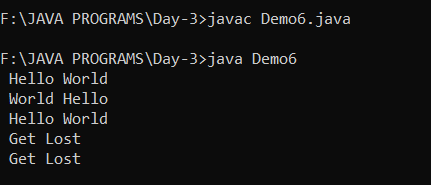 F:\JAVA PROGRAMS\Day-3>javac Demo6.java
F:\JAVA PROGRAMS\Day-3>java Demo6
Hello World
World Hello
Hello World
Get Lost
Get Lost